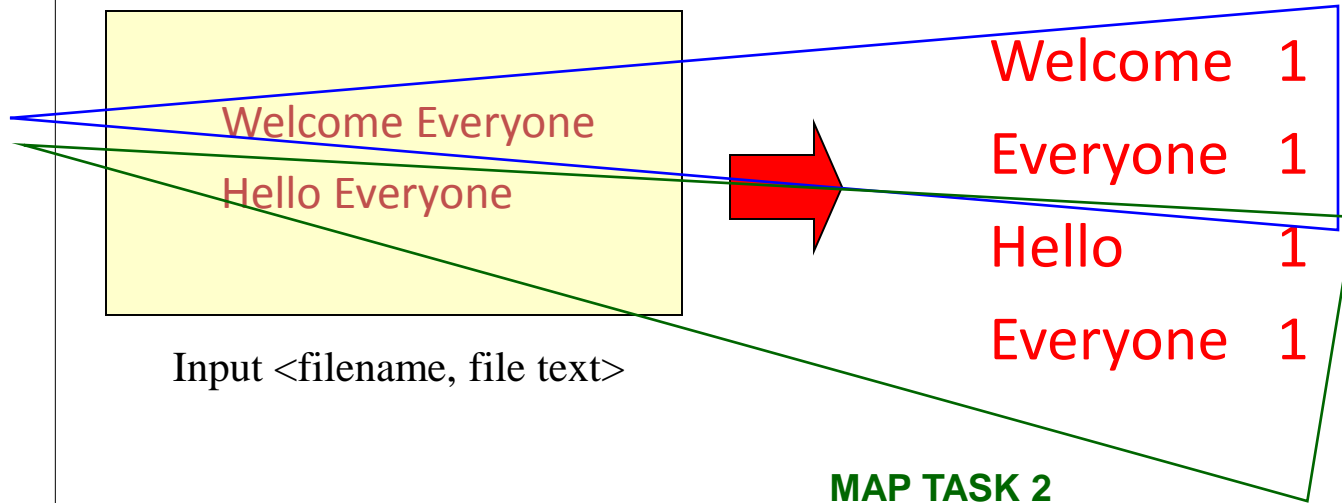 Welcome Everyone
Hello Everyone
Input <filename, file text>
Welcome 1
Everyone 1
Hello 1
Everyone 1
MAP TASK 2